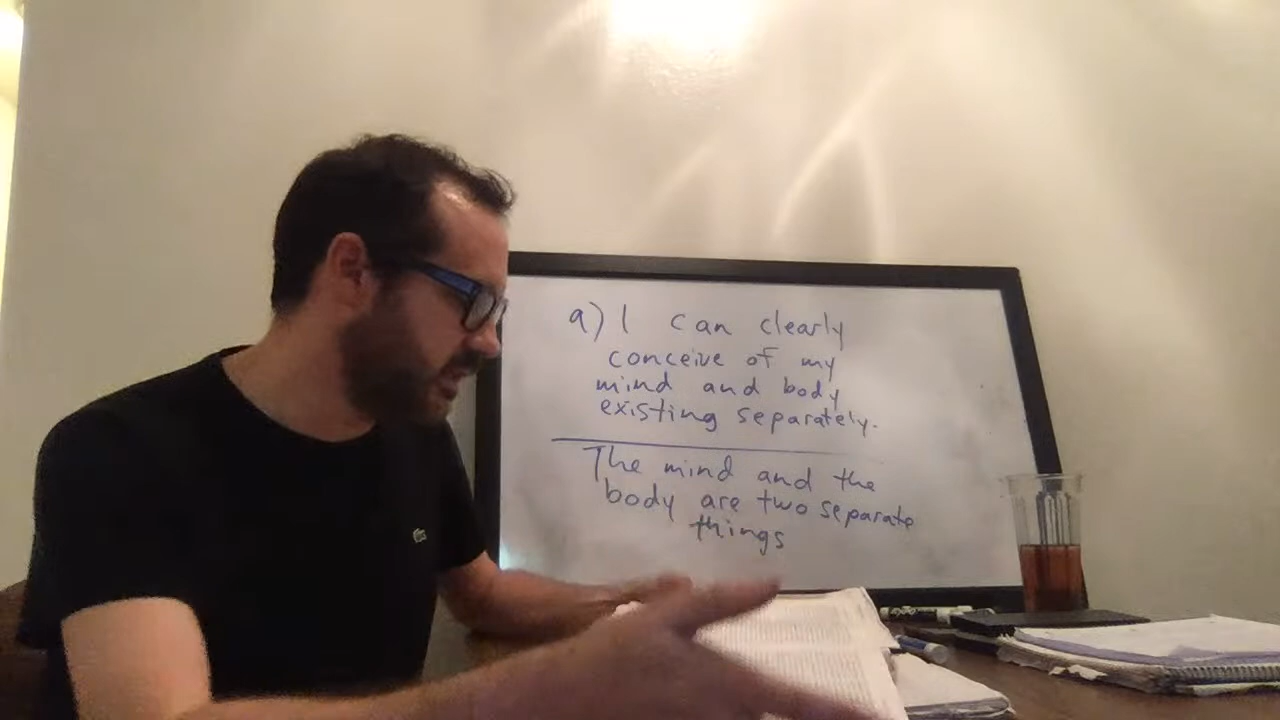 a) I can clearly
conceive of my
mind and body
existing separately.
The mind and the
body are two separate
things